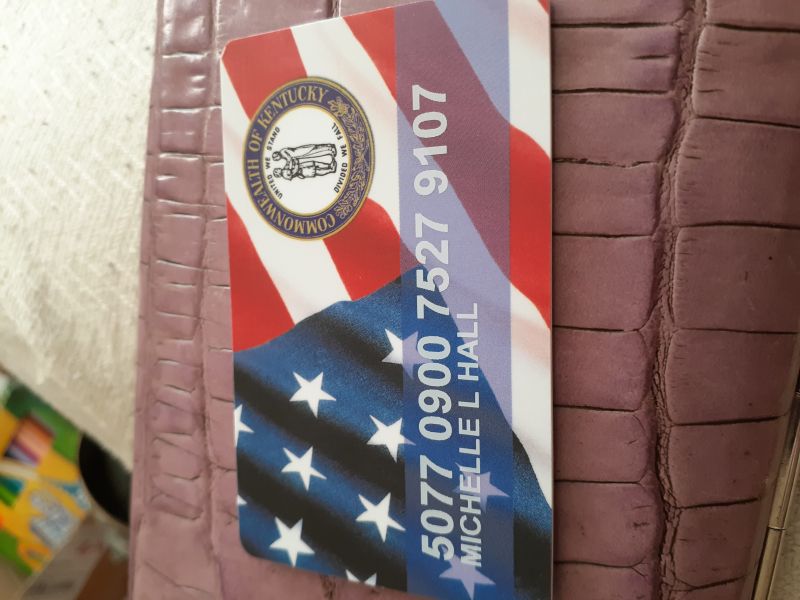 COMMONWEALTH OF KENTUCKY
UNITED WE STAND
DIVIDED WE FALL
5077 0900 7527 9107
MICHELLE L HALL